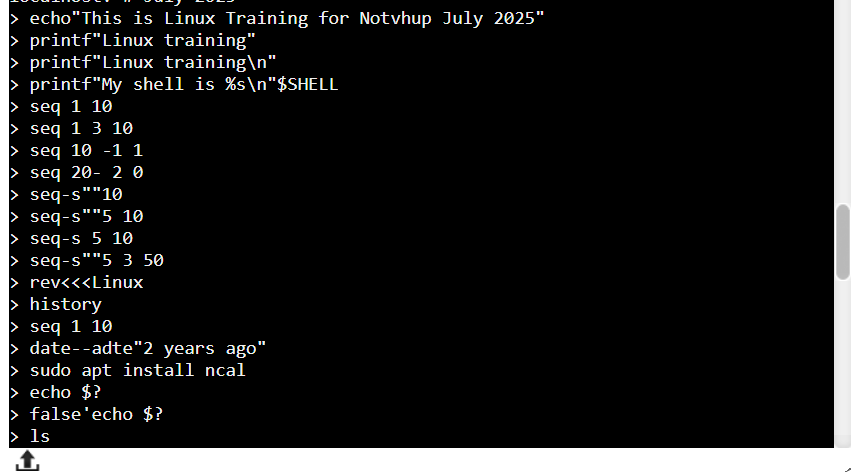 localhost:~# July 2025
> echo"This is Linux Training for Notvhup July 2025"
> printf"Linux training"
> printf"Linux training\n"
> printf"My shell is %s\n"$SHELL
> seq 1 10
> seq 1 3 10
> seq 10 -1 1
> seq 20- 2 0
> seq-s""10
> seq-s""5 10
> seq-s 5 10
> seq-s""5 3 50
> rev<<<Linux
> history
> seq 1 10
> date--adte"2 years ago"
> sudo apt install ncal
> echo $?
> false'echo $?
> ls